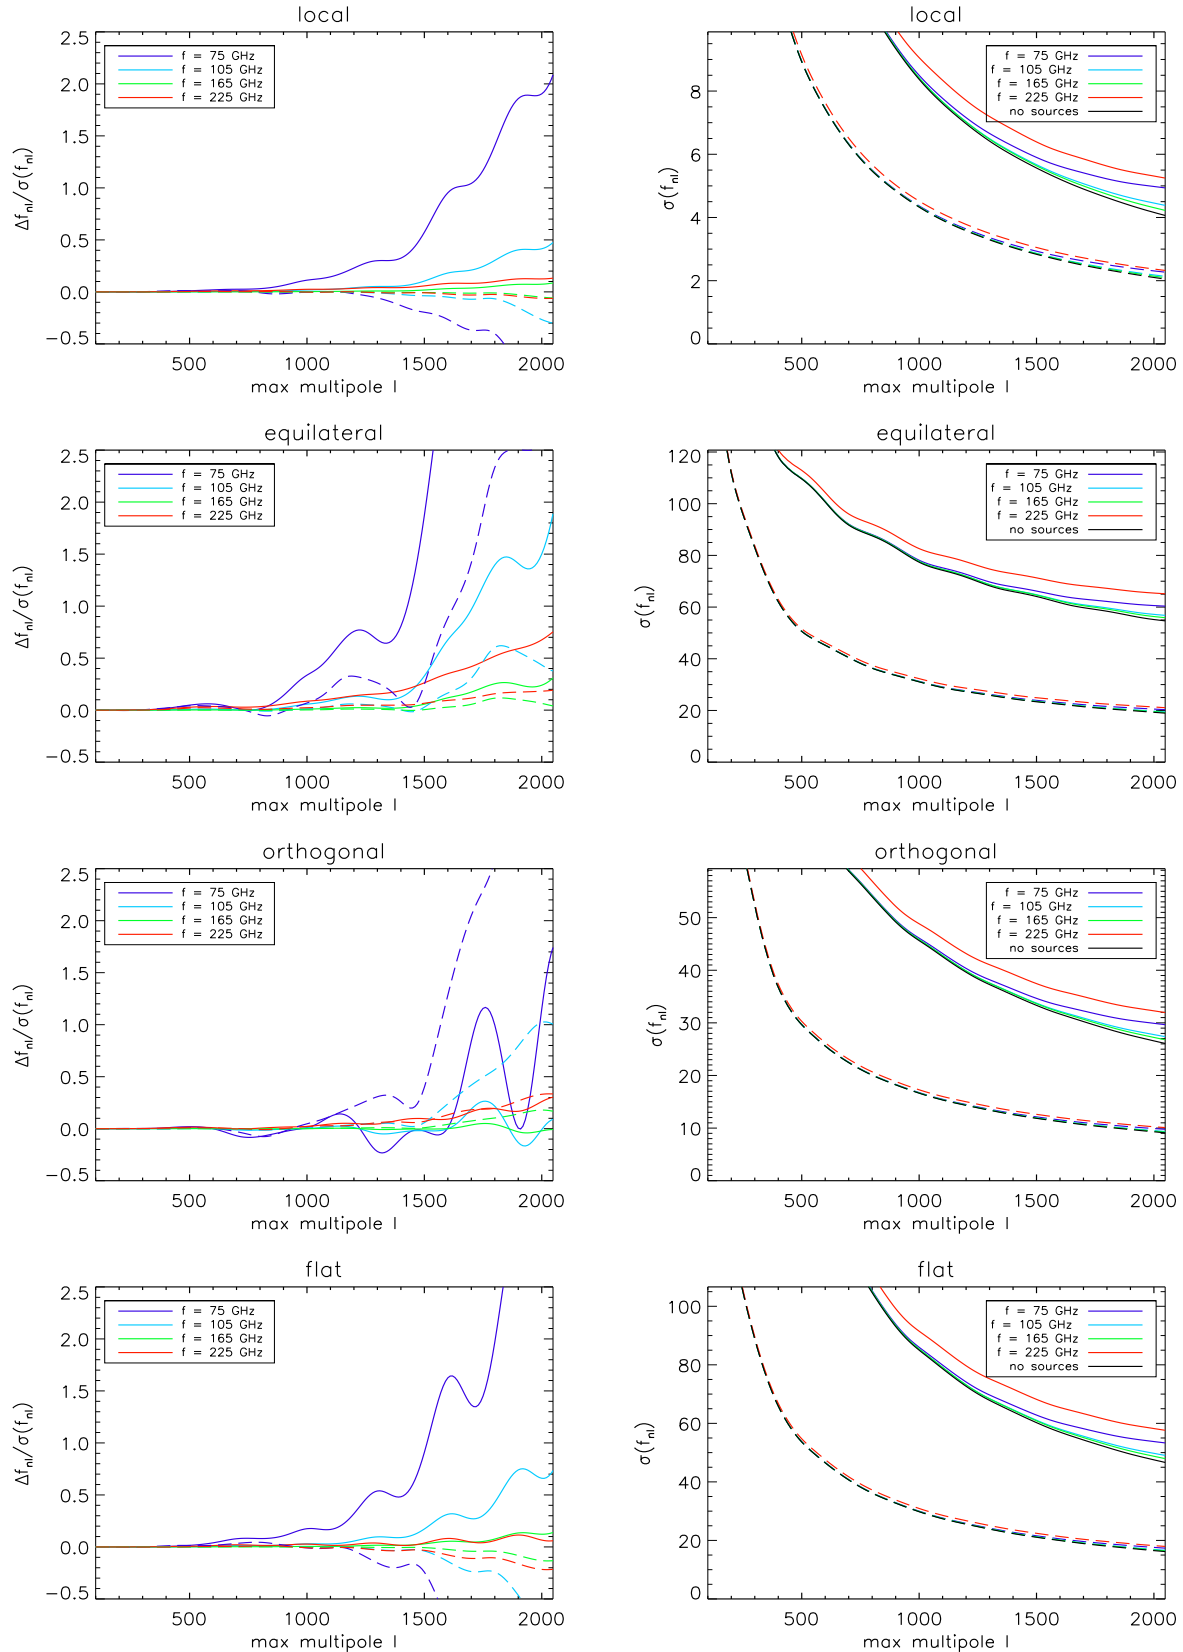 local
2.5
2.0
1.5
1.0
0.5
0.0
−0.5
Δf_nl/σ(f_nl)
f = 75 GHz
f = 105 GHz
f = 165 GHz
f = 225 GHz
500 1000 1500 2000
max multipole l
local
8
6
4
2
0
σ(f_nl)
f = 75 GHz
f = 105 GHz
f = 165 GHz
f = 225 GHz
no sources
500 1000 1500 2000
max multipole l
equilateral
2.5
2.0
1.5
1.0
0.5
0.0
−0.5
Δf_nl/σ(f_nl)
f = 75 GHz
f = 105 GHz
f = 165 GHz
f = 225 GHz
500 1000 1500 2000
max multipole l
equilateral
120
100
80
60
40
20
0
σ(f_nl)
f = 75 GHz
f = 105 GHz
f = 165 GHz
f = 225 GHz
no sources
500 1000 1500 2000
max multipole l
orthogonal
2.5
2.0
1.5
1.0
0.5
0.0
−0.5
Δf_nl/σ(f_nl)
f = 75 GHz
f = 105 GHz
f = 165 GHz
f = 225 GHz
500 1000 1500 2000
max multipole l
orthogonal
50
40
30
20
10
0
σ(f_nl)
f = 75 GHz
f = 105 GHz
f = 165 GHz
f = 225 GHz
no sources
500 1000 1500 2000
max multipole l
flat
2.5
2.0
1.5
1.0
0.5
0.0
−0.5
Δf_nl/σ(f_nl)
f = 75 GHz
f = 105 GHz
f = 165 GHz
f = 225 GHz
500 1000 1500 2000
max multipole l
flat
100
80
60
40
20
0
σ(f_nl)
f = 75 GHz
f = 105 GHz
f = 165 GHz
f = 225 GHz
no sources
500 1000 1500 2000
max multipole l